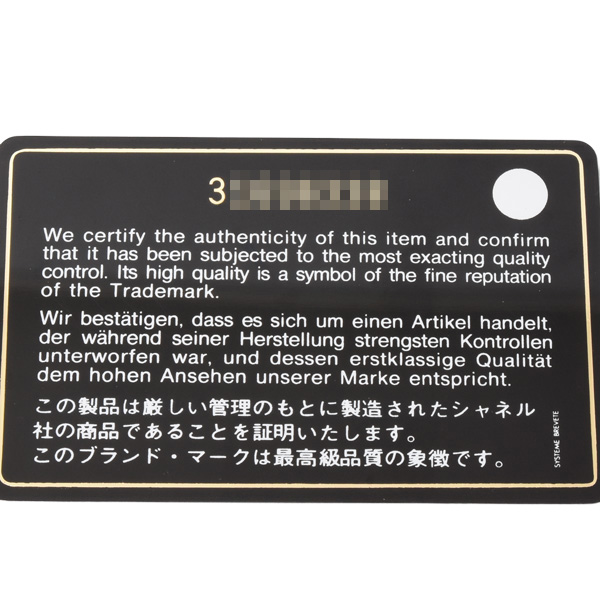 3
We certify the authenticity of this item and confirm
that it has been subjected to the most exacting quality
control. Its high quality is a symbol of the fine reputation
of the Trademark.
Wir bestätigen, dass es sich um einen Artikel handelt,
der während seiner Herstellung strengsten Kontrollen
unterworfen war, und dessen erstklassige Qualität
dem hohen Ansehen unserer Marke entspricht.
この製品は厳しい管理のもとに製造されたシャネル
社の商品であることを証明いたします。
このブランド・マークは最高級品質の象徴です。
SYSTEME BREVETE